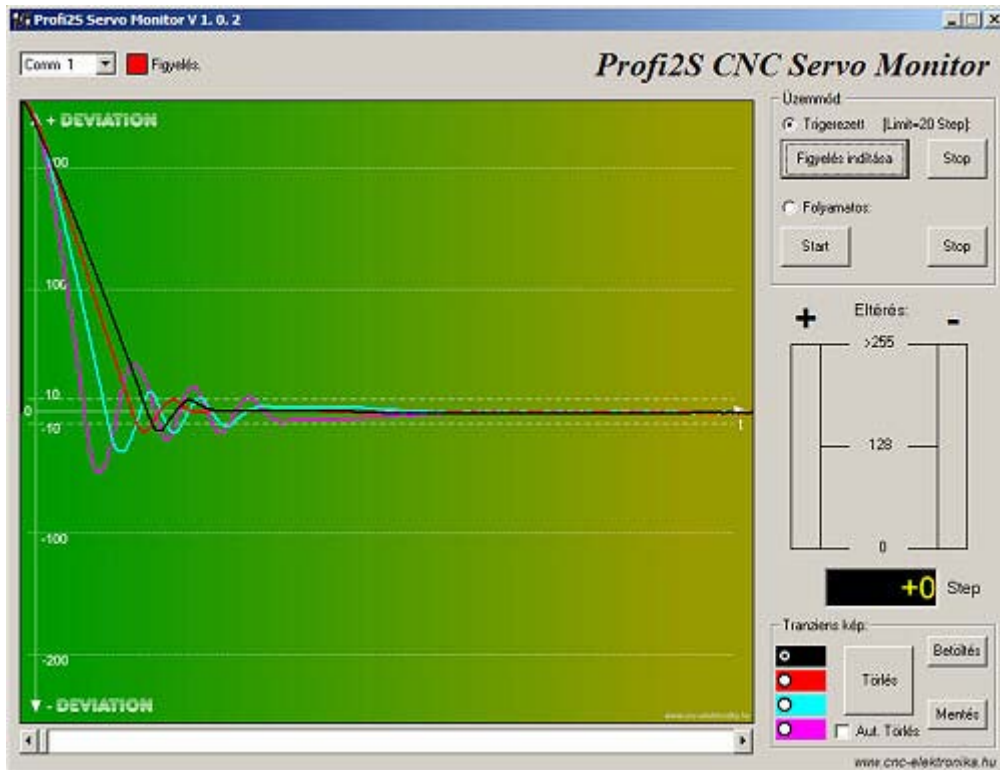 Profi2S Servo Monitor V 1. 0. 2
Comm 1
Figyelés.
Profi2S CNC Servo Monitor
+ DEVIATION
100
10
0
-10
t
-100
-200
- DEVIATION
Üzemmód:
Trigerezett [Limit=20 Step]:
Figyelés indítása
Stop
Folyamatos:
Start
Stop
+ Eltérés: -
>255
128
0
+0 Step
Tranziens kép:
Törlés
Aut. Törlés
Betöltés
Mentés
www.cnc-elektronika.hu